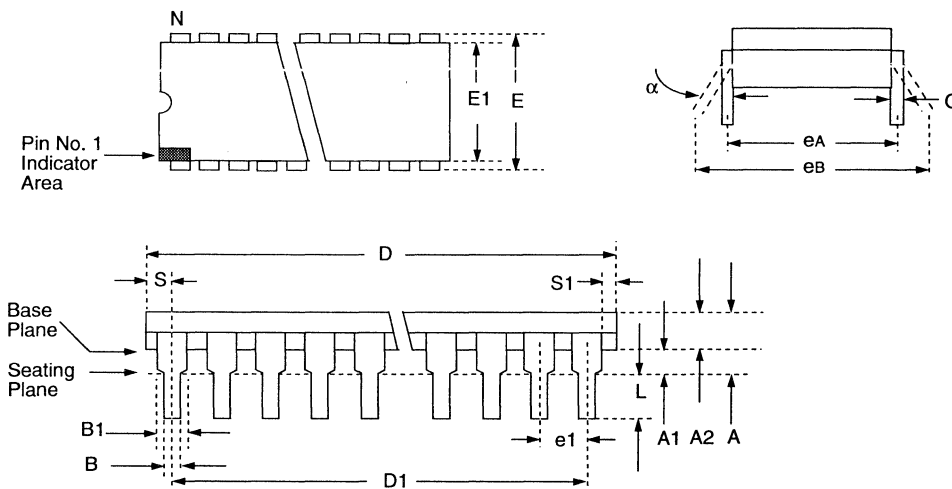 N
E1
E
Pin No. 1
Indicator
Area
α
C
eA
eB
D
S
S1
Base
Plane
Seating
Plane
L
B1
B
e1
A1
A2
A
D1